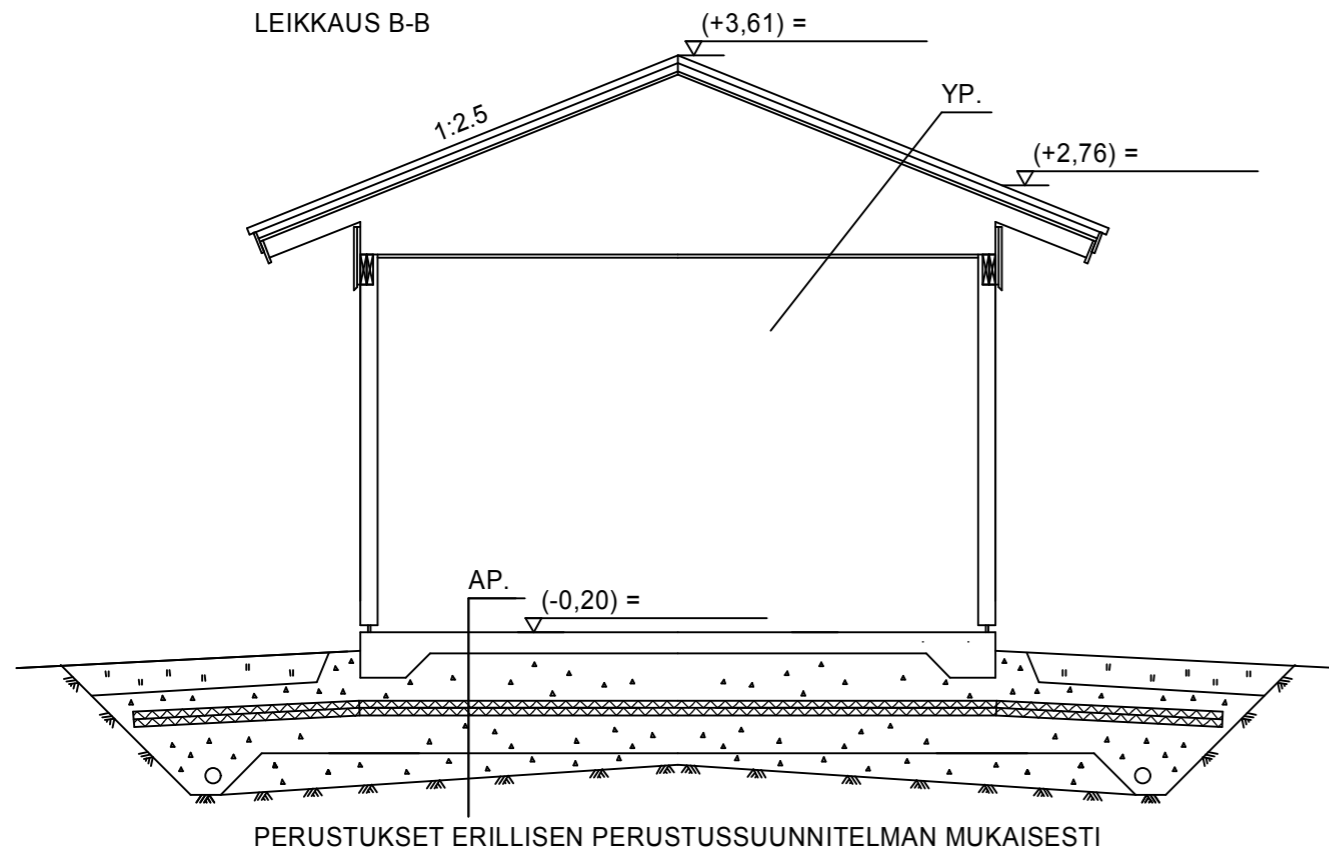 LEIKKAUS B-B
(+3,61) =
YP.
1:2.5
(+2,76) =
AP.
(-0,20) =
PERUSTUKSET ERILLISEN PERUSTUSSUUNNITELMAN MUKAISESTI